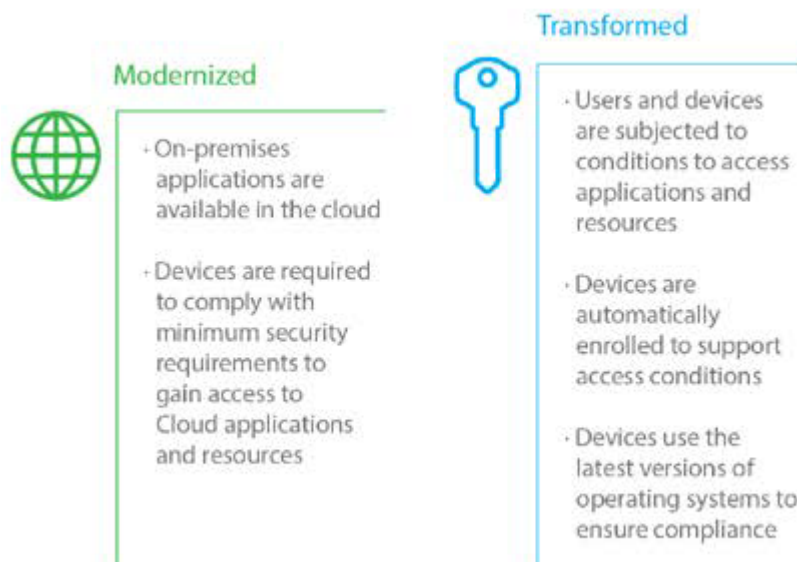 Modernized
· On-premises
applications are
available in the cloud
· Devices are required
to comply with
minimum security
requirements to
gain access to
Cloud applications
and resources
Transformed
· Users and devices
are subjected to
conditions to access
applications and
resources
· Devices are
automatically
enrolled to support
access conditions
· Devices use the
latest versions of
operating systems to
ensure compliance